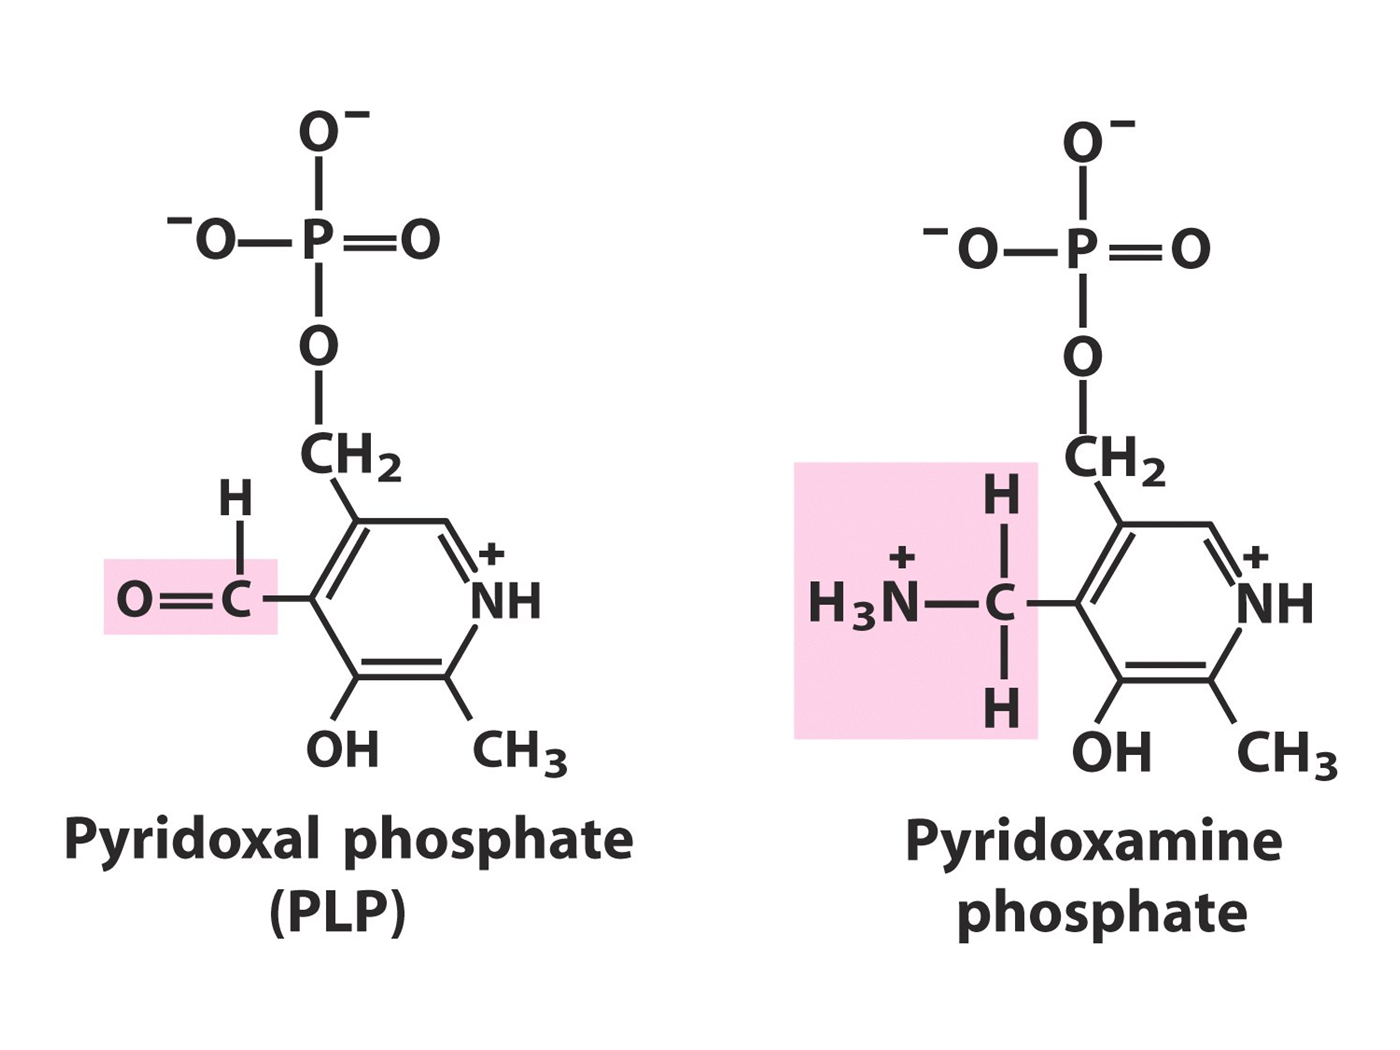 O⁻
⁻O—P=O
O
CH₂
H
O=C
+
NH
OH
CH₃
Pyridoxal phosphate
(PLP)
O⁻
⁻O—P=O
O
CH₂
H
+
H₃N—C
H
+
NH
OH
CH₃
Pyridoxamine
phosphate